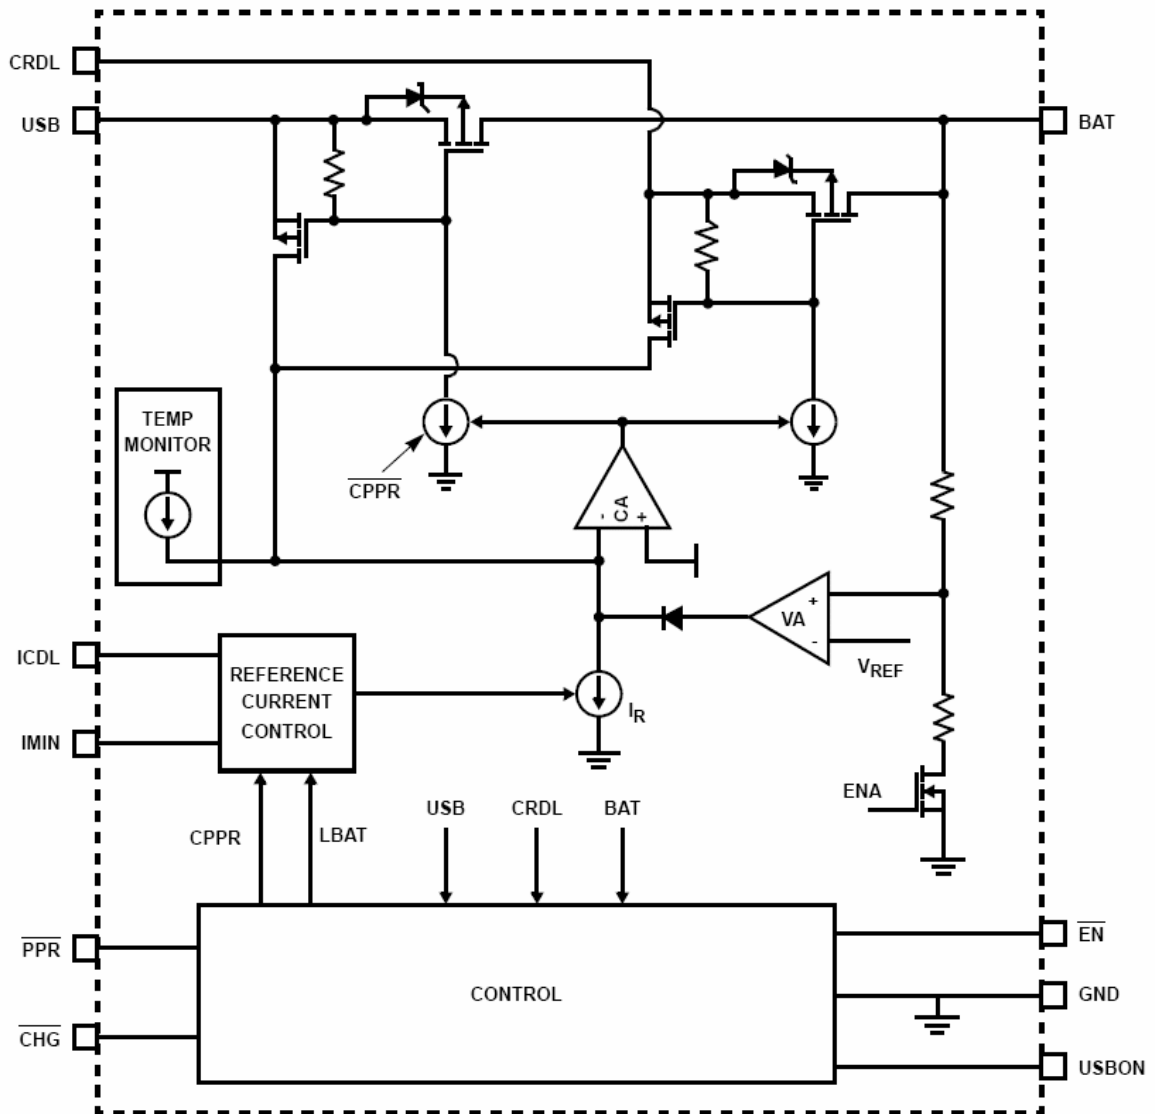 CRDL
USB
BAT
TEMP
MONITOR
CPPR
- CA +
ICDL
REFERENCE
CURRENT
CONTROL
IMIN
IR
VA
+
-
VREF
ENA
CPPR
LBAT
USB
CRDL
BAT
PPR
CHG
CONTROL
EN
GND
USBON